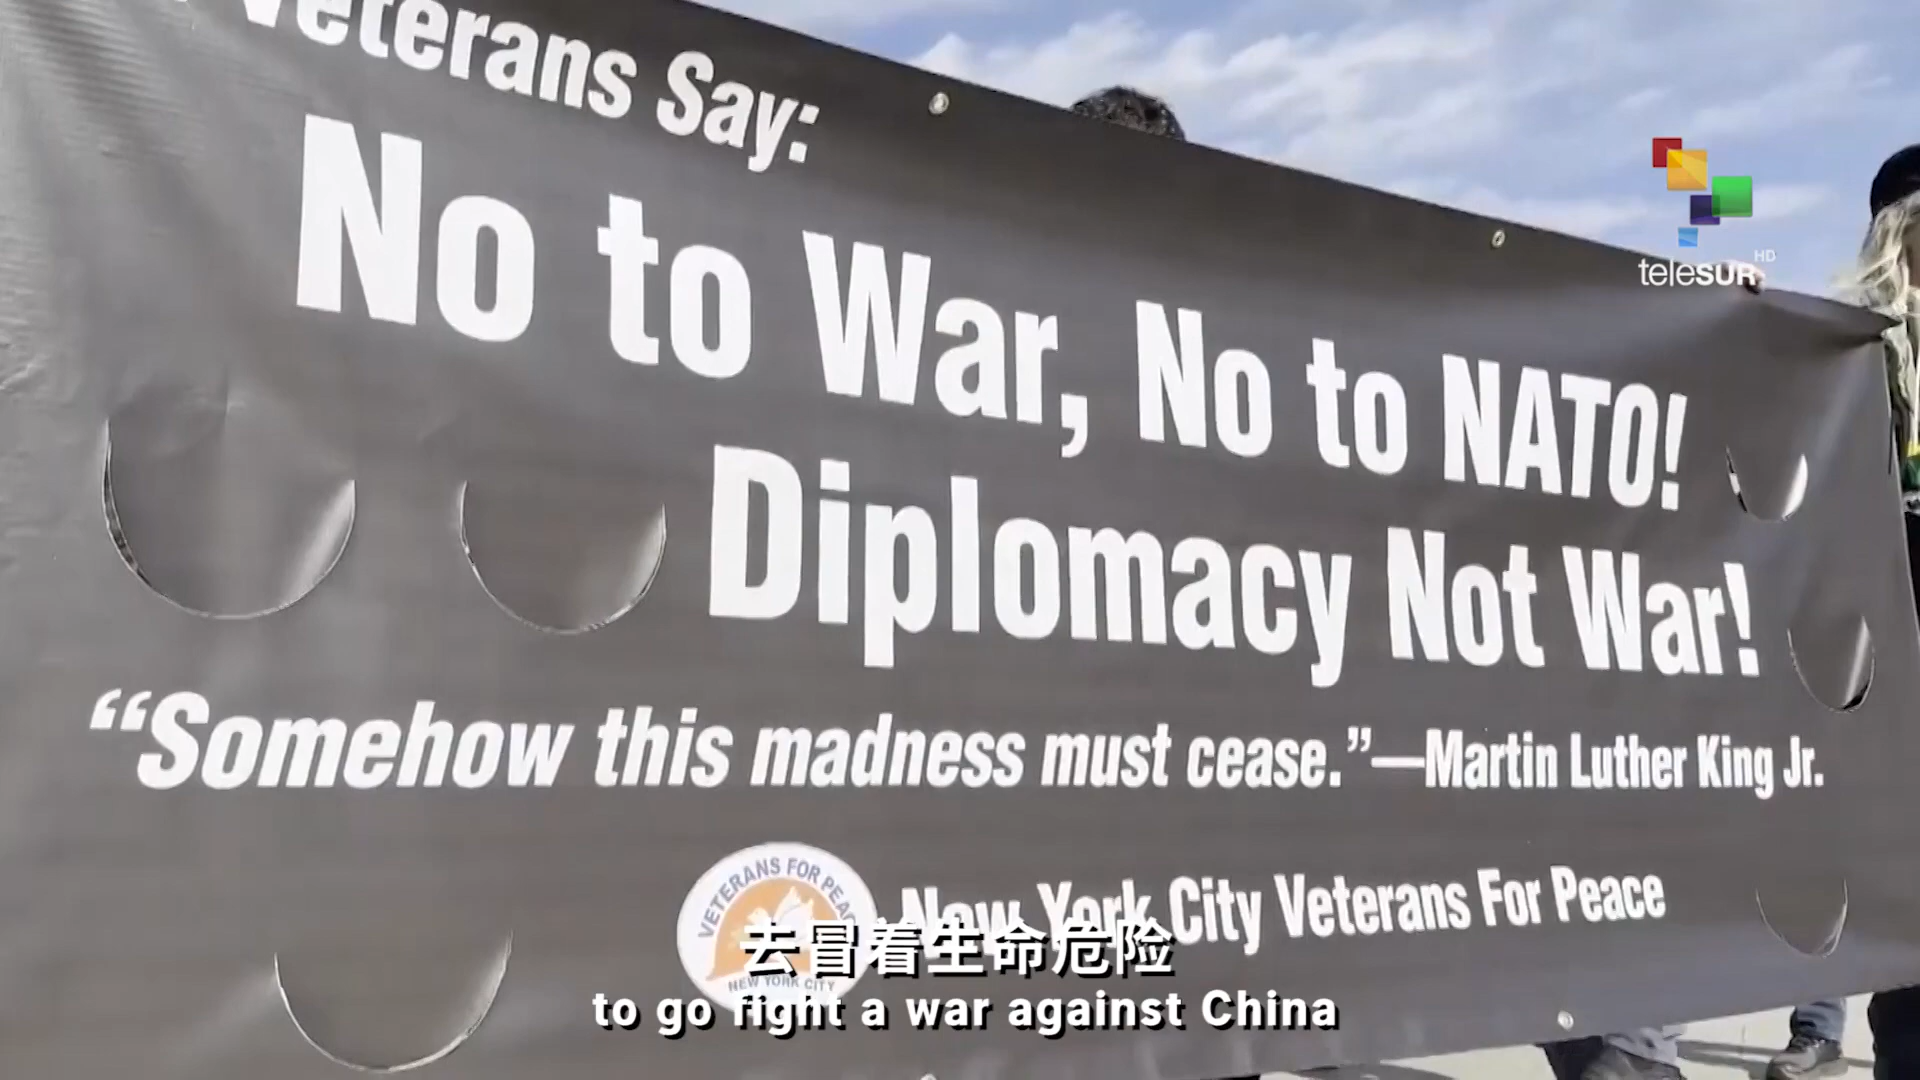 Veterans Say:
No to War, No to NATO!
Diplomacy Not War!
“Somehow this madness must cease.”—Martin Luther King Jr.
VETERANS FOR PEACE
NEW YORK CITY
New York City Veterans For Peace
teleSUR HD
去冒着生命危险
to go fight a war against China